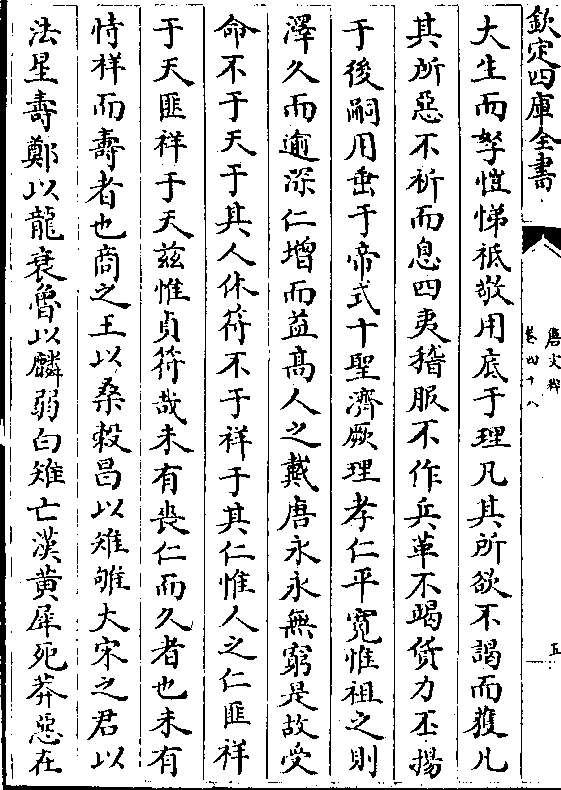 欽定四庫全書
唐文粹
卷四十八
五
大生而孥愷悌祗敬用底于理凡其所欲不謁而獲凡
其所惡不祈而息四夷稽服不作兵革不竭貨力丕揚
于後嗣用垂于帝式十聖濟厥理孝仁平寛惟祖之則
澤久而逾深仁增而益髙人之戴唐永永無窮是故受
命不于天于其人休符不于祥于其仁惟人之仁匪祥
于天匪祥于天兹惟貞符哉未有喪仁而久者也未有
恃祥而壽者也商之王以桑榖昌以雉雊大宋之君以
法星壽鄭以龍衰魯以麟弱白雉亡漢黄犀死莽惡在